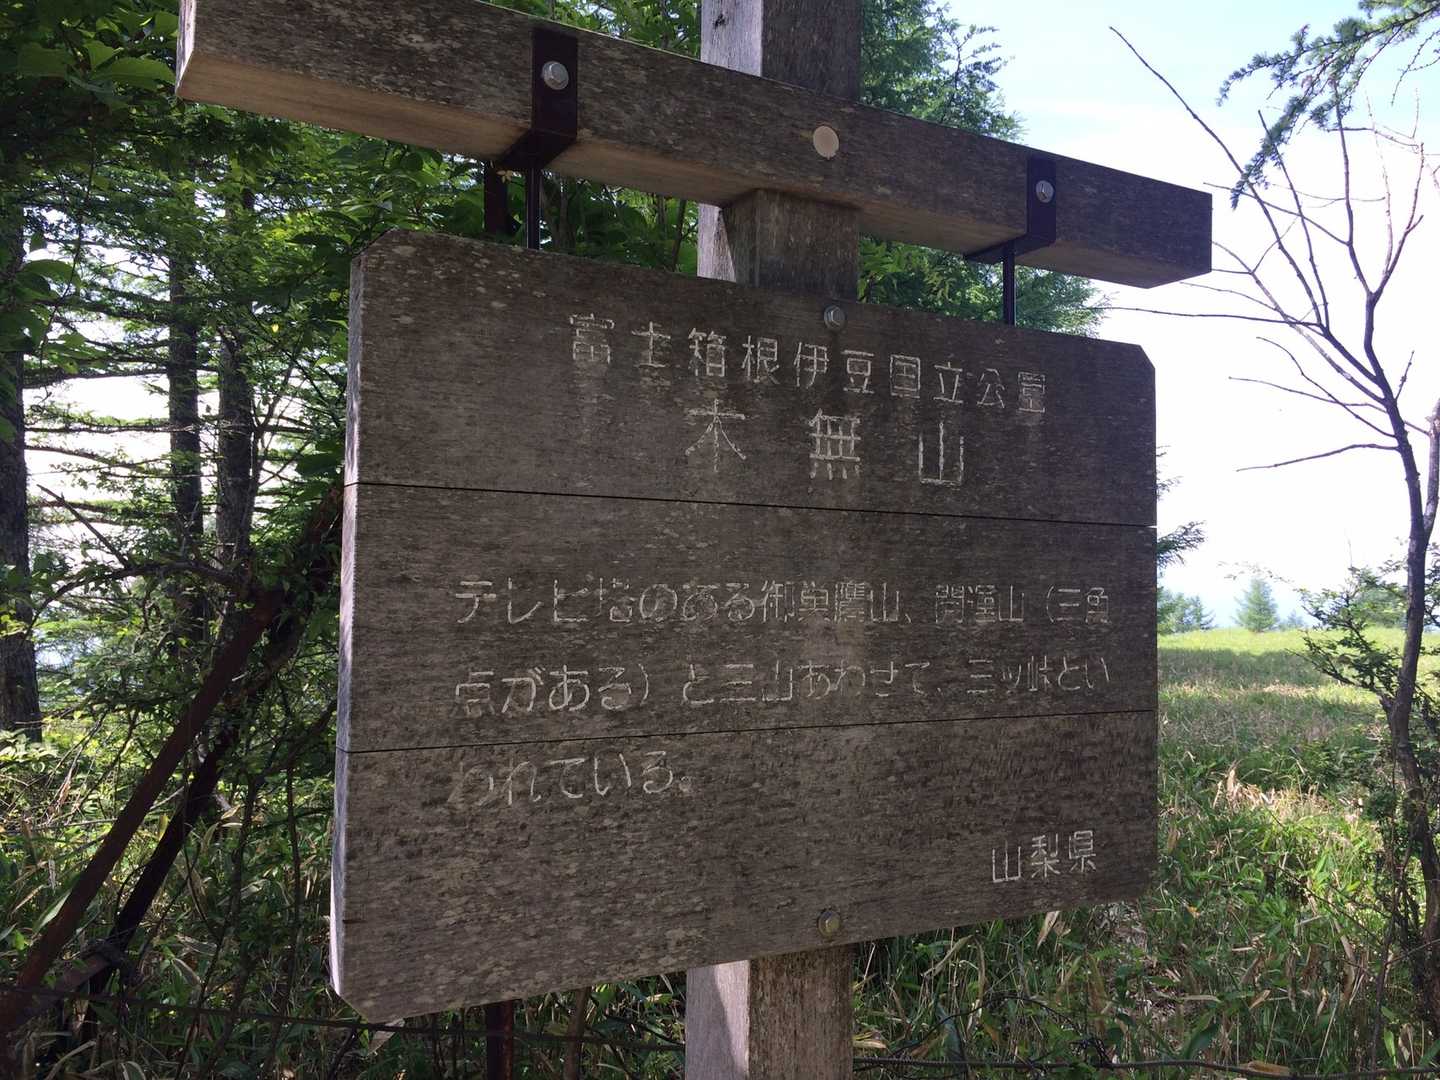 富士箱根伊豆国立公園
木無山
テレビ塔のある御巣鷹山、開運山（三角
点がある）と三山あわせて、三ッ峠とい
われている。
山梨県